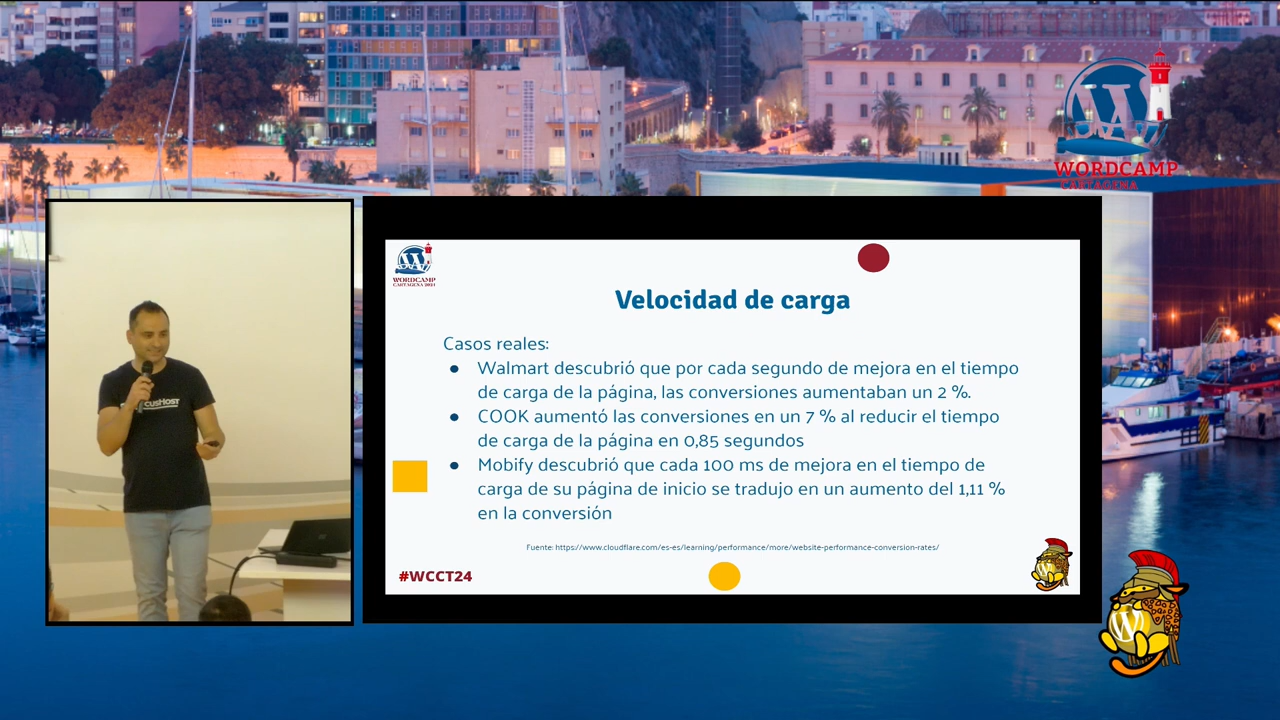 WORDCAMP
CARTAGENA
WORDCAMP
CARTAGENA 2024
Velocidad de carga
Casos reales:
● Walmart descubrió que por cada segundo de mejora en el tiempo
de carga de la página, las conversiones aumentaban un 2 %.
● COOK aumentó las conversiones en un 7 % al reducir el tiempo
de carga de la página en 0,85 segundos
● Mobify descubrió que cada 100 ms de mejora en el tiempo de
carga de su página de inicio se tradujo en un aumento del 1,11 %
en la conversión
Fuente: https://www.cloudflare.com/es-es/learning/performance/more/website-performance-conversion-rates/
#WCCT24